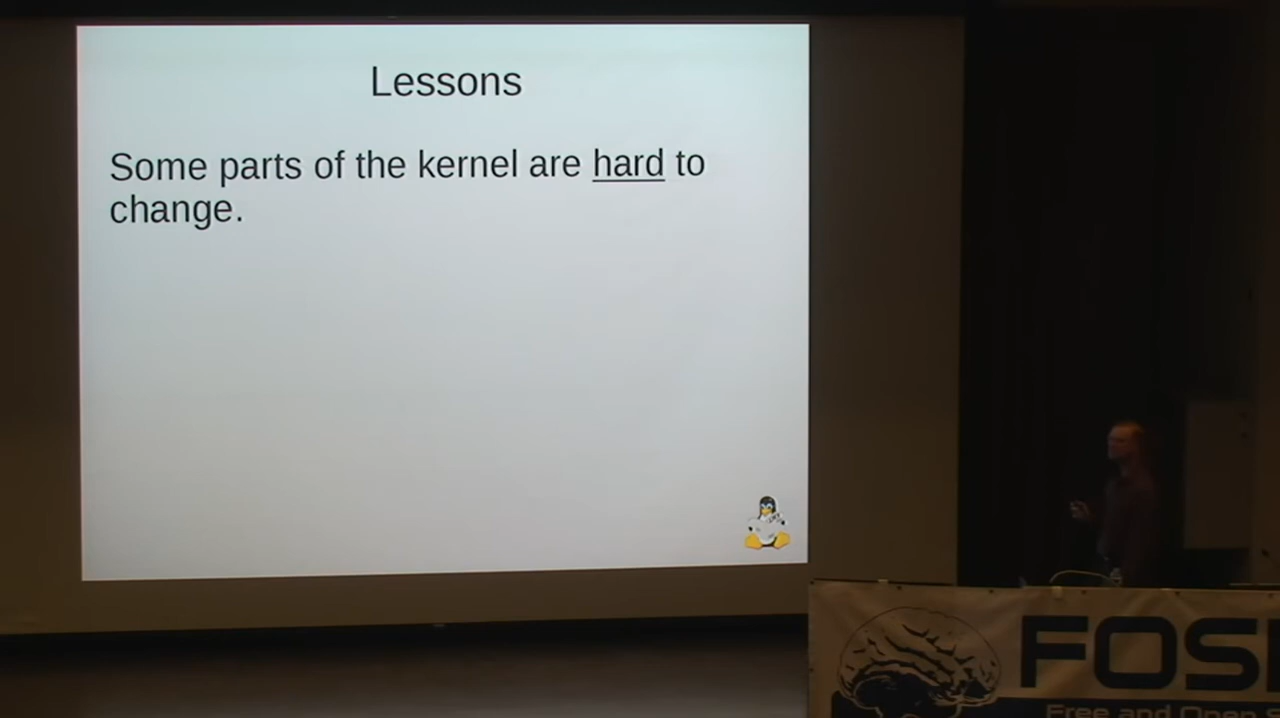 Lessons
Some parts of the kernel are hard to
change.
FOS
Free and Open S